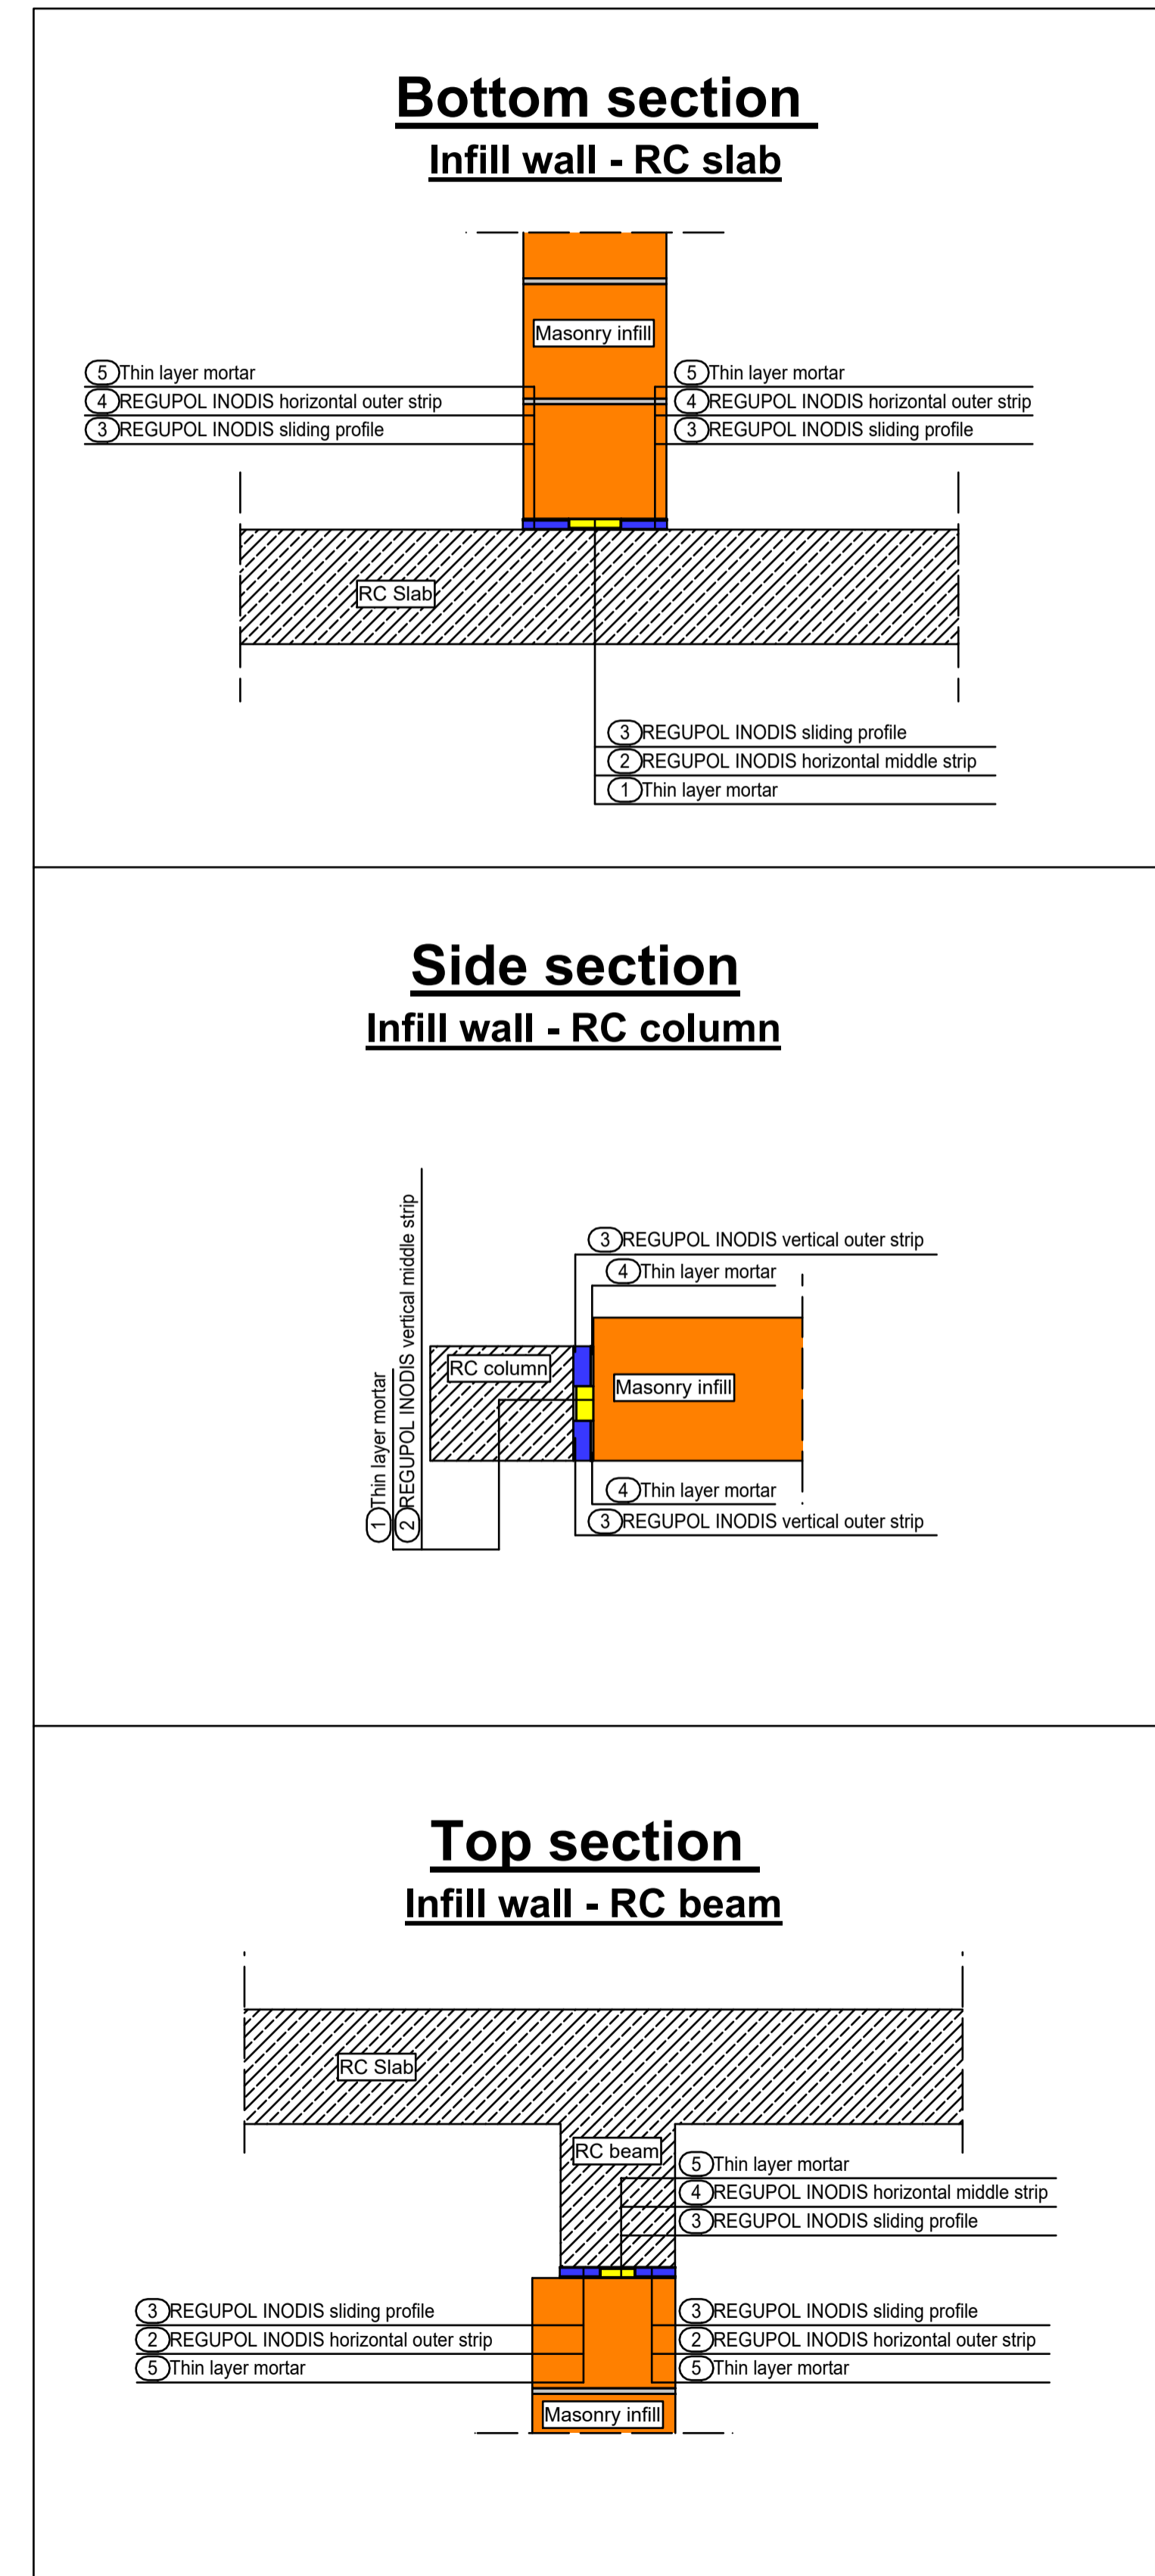 Bottom section
Infill wall - RC slab
Masonry infill
5 Thin layer mortar
4 REGUPOL INODIS horizontal outer strip
3 REGUPOL INODIS sliding profile
5 Thin layer mortar
4 REGUPOL INODIS horizontal outer strip
3 REGUPOL INODIS sliding profile
RC Slab
3 REGUPOL INODIS sliding profile
2 REGUPOL INODIS horizontal middle strip
1 Thin layer mortar
Side section
Infill wall - RC column
1 Thin layer mortar
2 REGUPOL INODIS vertical middle strip
3 REGUPOL INODIS vertical outer strip
4 Thin layer mortar
RC column
Masonry infill
4 Thin layer mortar
3 REGUPOL INODIS vertical outer strip
Top section
Infill wall - RC beam
RC Slab
RC beam
5 Thin layer mortar
4 REGUPOL INODIS horizontal middle strip
3 REGUPOL INODIS sliding profile
3 REGUPOL INODIS sliding profile
2 REGUPOL INODIS horizontal outer strip
5 Thin layer mortar
3 REGUPOL INODIS sliding profile
2 REGUPOL INODIS horizontal outer strip
5 Thin layer mortar
Masonry infill